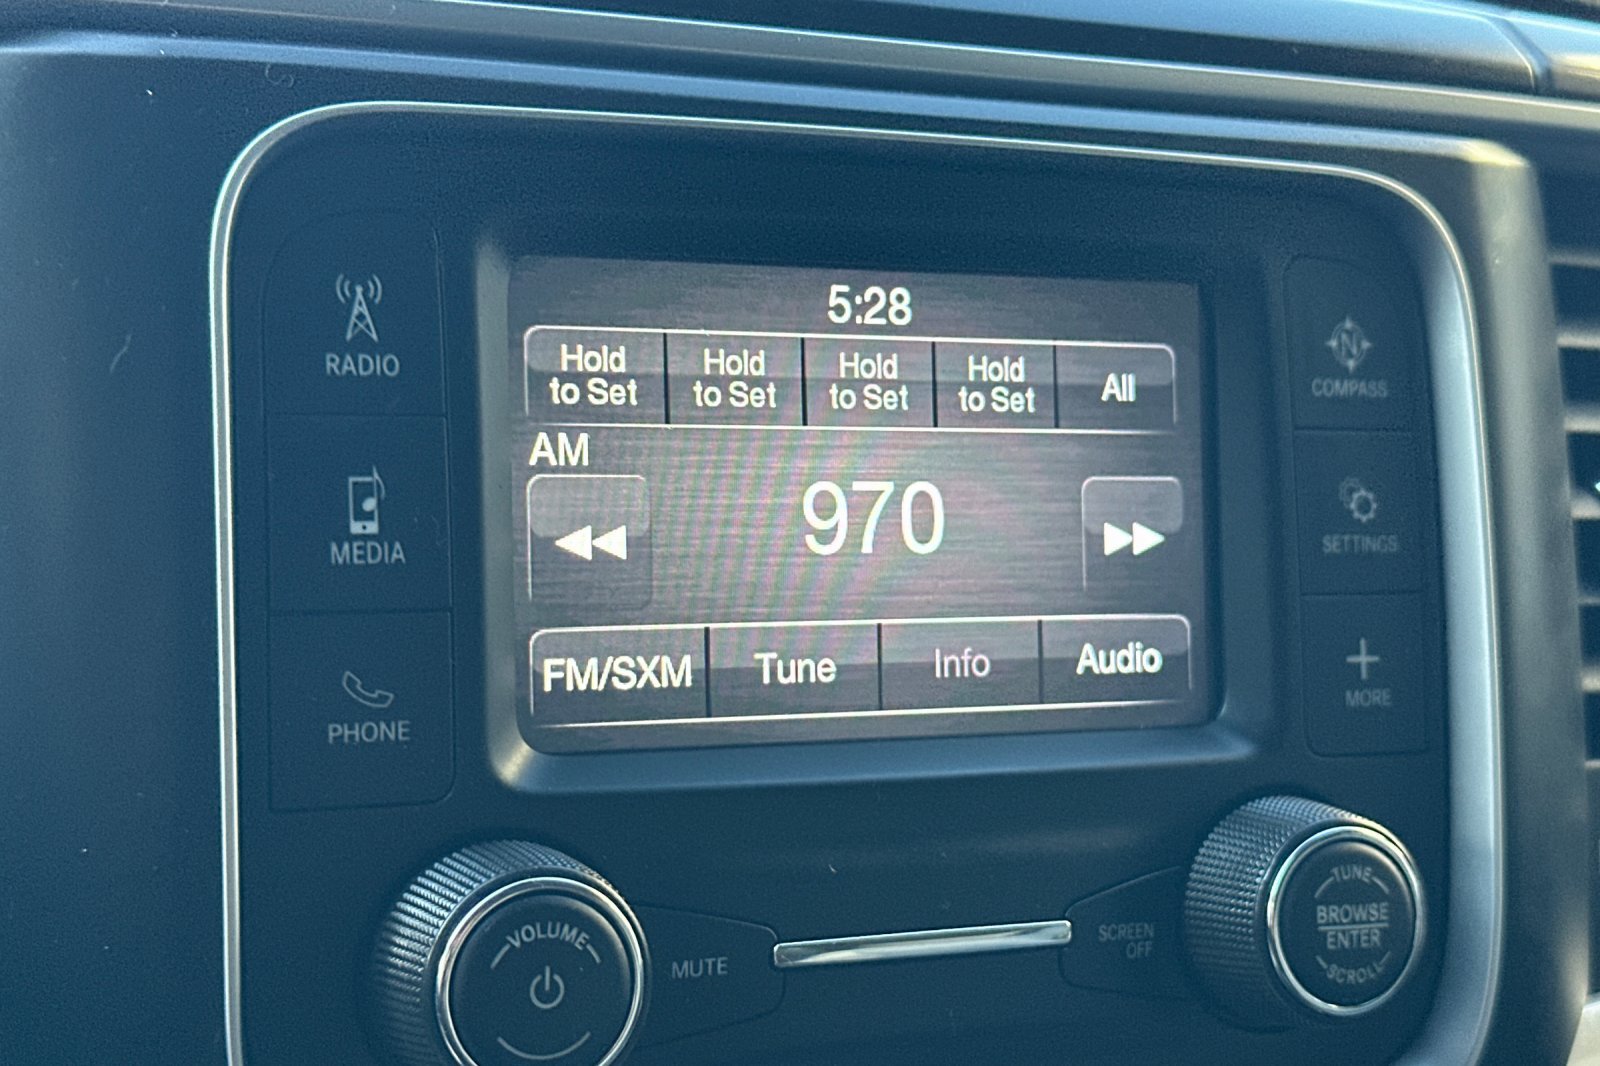 5:28
Hold to Set
Hold to Set
Hold to Set
Hold to Set
All
AM
970
FM/SXM
Tune
Info
Audio
RADIO
MEDIA
PHONE
N
COMPASS
SETTINGS
MORE
VOLUME
MUTE
SCREEN
OFF
TUNE
BROWSE
ENTER
SCROLL